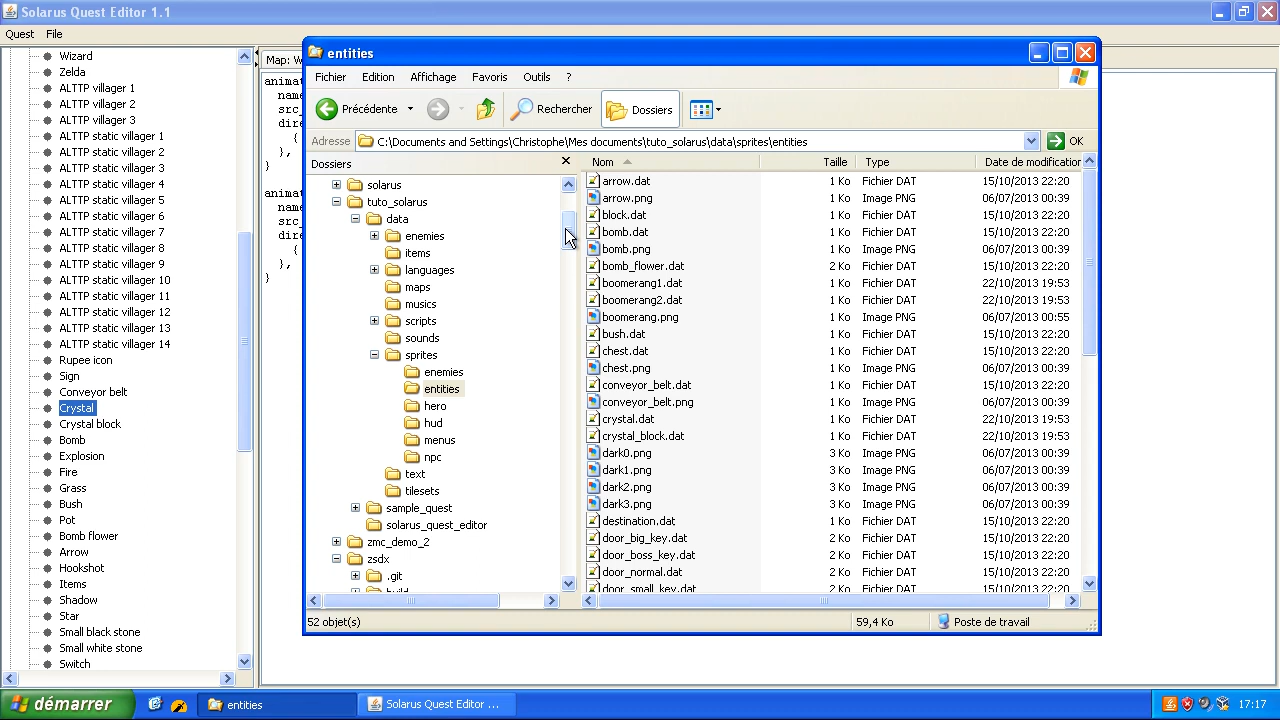 Solarus Quest Editor 1.1
Quest File
Wizard
Zelda
ALTTP villager 1
ALTTP villager 2
ALTTP villager 3
ALTTP static villager 1
ALTTP static villager 2
ALTTP static villager 3
ALTTP static villager 4
ALTTP static villager 5
ALTTP static villager 6
ALTTP static villager 7
ALTTP static villager 8
ALTTP static villager 9
ALTTP static villager 10
ALTTP static villager 11
ALTTP static villager 12
ALTTP static villager 13
ALTTP static villager 14
Rupee icon
Sign
Conveyor belt
Crystal
Crystal block
Bomb
Explosion
Fire
Grass
Bush
Pot
Bomb flower
Arrow
Hookshot
Items
Shadow
Star
Small black stone
Small white stone
Switch
Map: W
animat
nam
src_
dire
{
},
}
animat
nam
src_
dire
{
},
}
entities
Fichier Edition Affichage Favoris Outils ?
Précédente Rechercher Dossiers
Adresse C:\Documents and Settings\Christophe\Mes documents\tuto_solarus\data\sprites\entities OK
Dossiers
solarus
tuto_solarus
data
enemies
items
languages
maps
musics
scripts
sounds
sprites
enemies
entities
hero
hud
menus
npc
text
tilesets
sample_quest
solarus_quest_editor
zmc_demo_2
zsdx
.git
Nom Taille Type Date de modification
arrow.dat 1 Ko Fichier DAT 15/10/2013 22:20
arrow.png 1 Ko Image PNG 06/07/2013 00:39
block.dat 1 Ko Fichier DAT 15/10/2013 22:20
bomb.dat 1 Ko Fichier DAT 15/10/2013 22:20
bomb.png 1 Ko Image PNG 06/07/2013 00:39
bomb_flower.dat 2 Ko Fichier DAT 15/10/2013 22:20
boomerang1.dat 1 Ko Fichier DAT 22/10/2013 19:53
boomerang2.dat 1 Ko Fichier DAT 22/10/2013 19:53
boomerang.png 1 Ko Image PNG 06/07/2013 00:55
bush.dat 1 Ko Fichier DAT 15/10/2013 22:20
chest.dat 1 Ko Fichier DAT 15/10/2013 22:20
chest.png 1 Ko Image PNG 06/07/2013 00:39
conveyor_belt.dat 1 Ko Fichier DAT 15/10/2013 22:20
conveyor_belt.png 1 Ko Image PNG 06/07/2013 00:39
crystal.dat 1 Ko Fichier DAT 22/10/2013 19:53
crystal_block.dat 1 Ko Fichier DAT 22/10/2013 19:53
dark0.png 3 Ko Image PNG 06/07/2013 00:39
dark1.png 3 Ko Image PNG 06/07/2013 00:39
dark2.png 3 Ko Image PNG 06/07/2013 00:39
dark3.png 3 Ko Image PNG 06/07/2013 00:39
destination.dat 1 Ko Fichier DAT 15/10/2013 22:20
door_big_key.dat 2 Ko Fichier DAT 15/10/2013 22:20
door_boss_key.dat 2 Ko Fichier DAT 15/10/2013 22:20
door_normal.dat 2 Ko Fichier DAT 15/10/2013 22:20
door_small_key.dat 2 Ko Fichier DAT 15/10/2013 22:20
52 objet(s) 59,4 Ko Poste de travail
démarrer entities Solarus Quest Editor ... 17:17